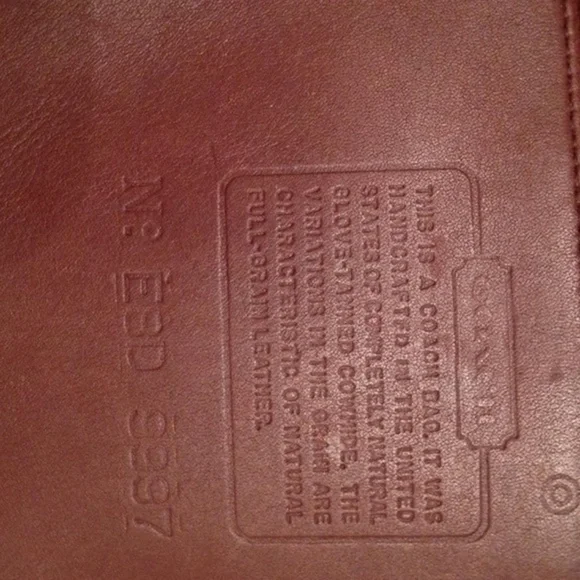 COACH
THIS IS A COACH BAG. IT WAS
HANDCRAFTED IN THE UNITED
STATES OF COMPLETELY NATURAL
GLOVE-TANNED COWHIDE. THE
VARIATIONS IN THE GRAIN ARE
CHARACTERISTIC OF NATURAL
FULL-GRAIN LEATHER.
No E9D 9397